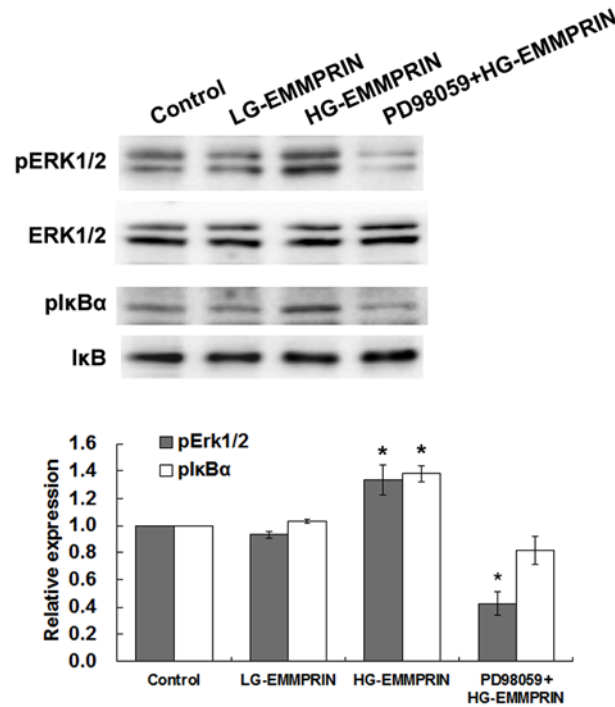 Control
LG-EMMPRIN
HG-EMMPRIN
PD98059+HG-EMMPRIN
pERK1/2
ERK1/2
pIκBα
IκB
pErk1/2
pIκBα
Relative expression
1.6
1.4
1.2
1.0
0.8
0.6
0.4
0.2
0.0
* *
*
Control LG-EMMPRIN HG-EMMPRIN PD98059+
HG-EMMPRIN